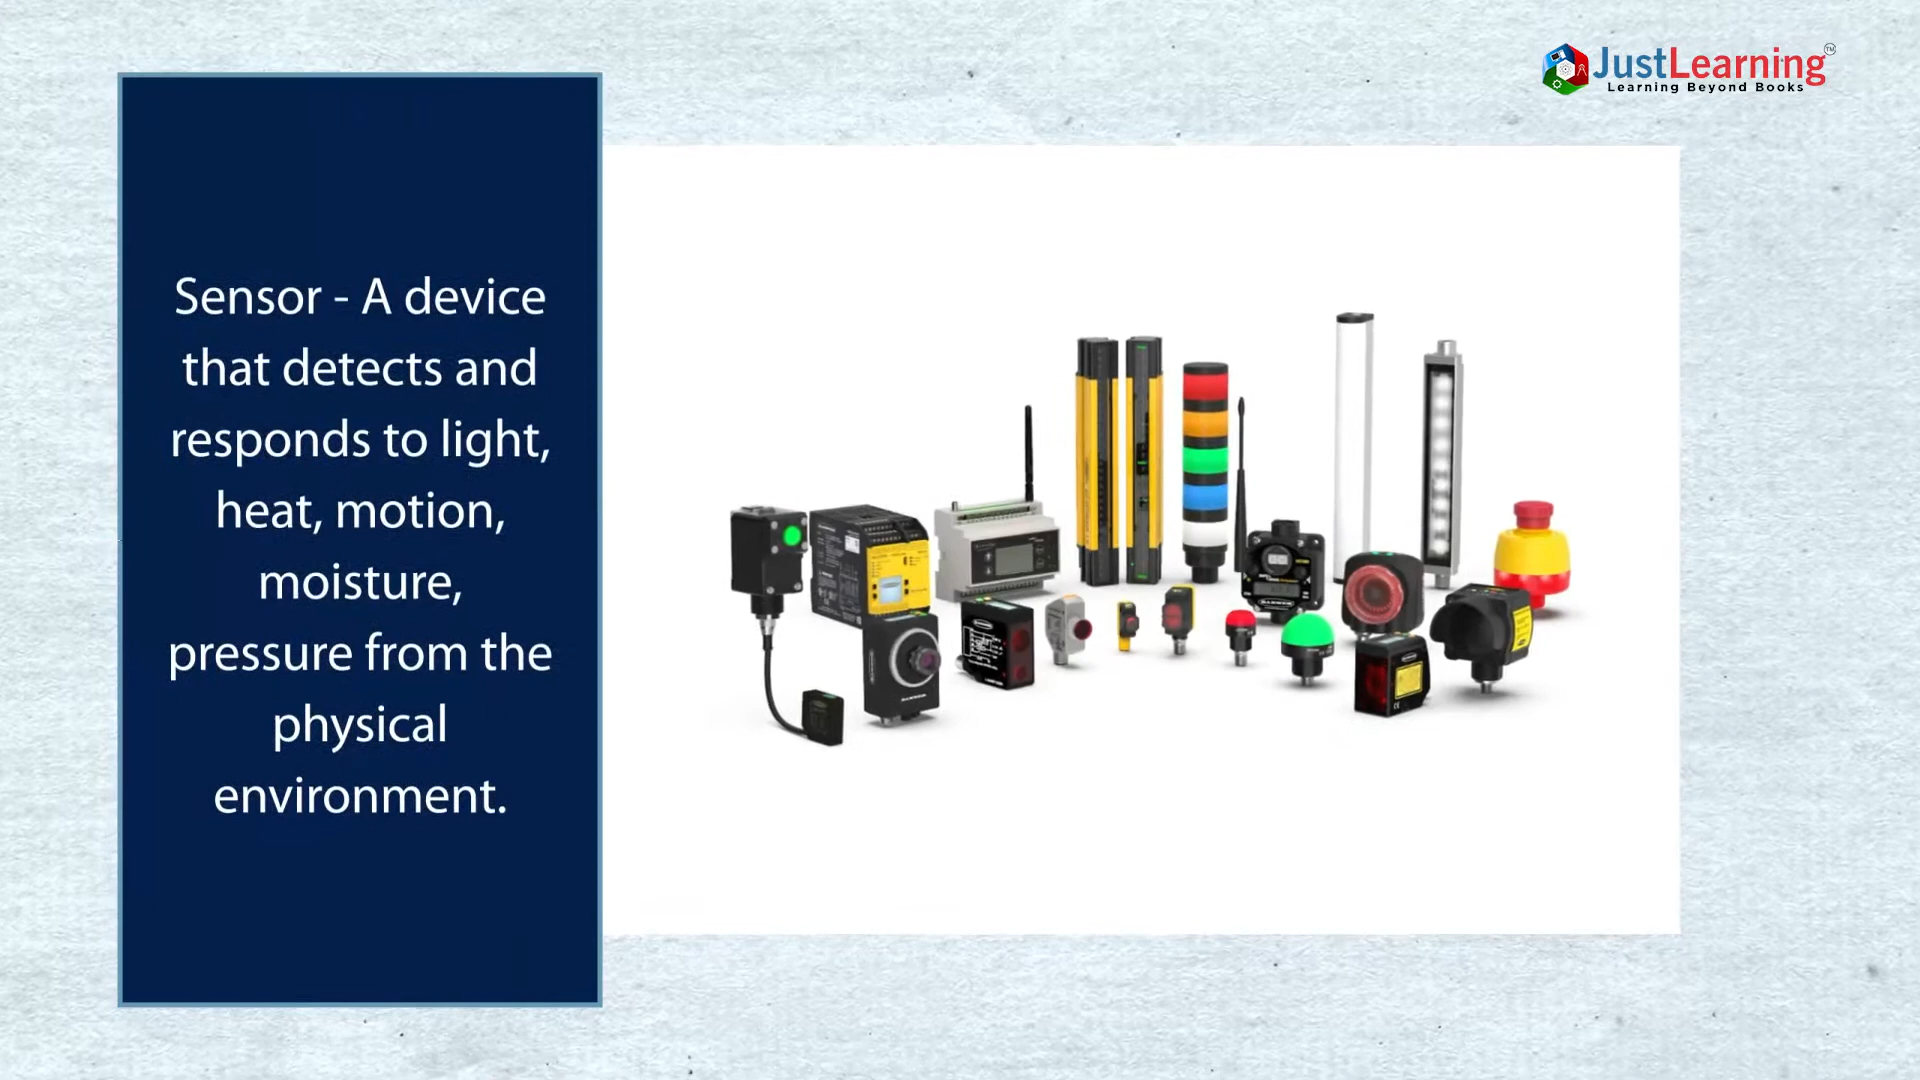 JustLearning TM
Learning Beyond Books
Sensor - A device
that detects and
responds to light,
heat, motion,
moisture,
pressure from the
physical
environment.